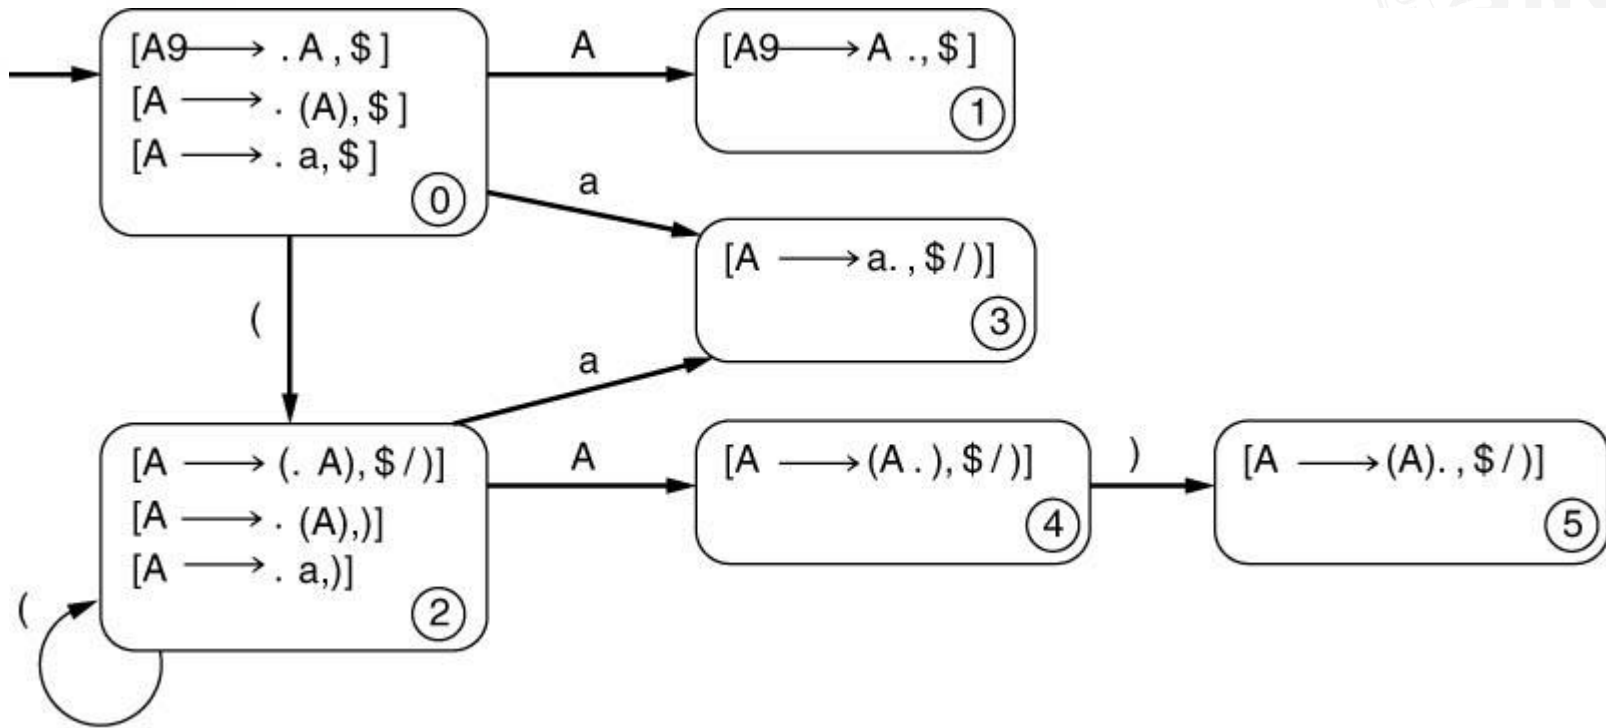 [A9⟶ . A , $ ]
[A ⟶ . (A), $ ]
[A ⟶ . a, $ ]
0
A
[A9⟶ A ., $ ]
1
a
[A ⟶ a. , $ / )]
3
(
a
[A ⟶ (. A), $ / )]
[A ⟶ . (A),)]
[A ⟶ . a,)]
2
(
A
[A ⟶ (A . ), $ / )]
4
)
[A ⟶ (A). , $ / )]
5